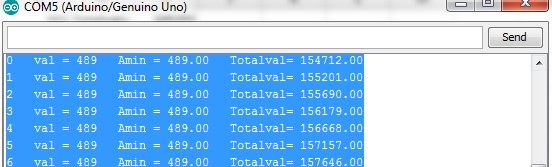 COM5 (Arduino/Genuino Uno)
Send
0 val = 489 Amin = 489.00 Totalval= 154712.00
1 val = 489 Amin = 489.00 Totalval= 155201.00
2 val = 489 Amin = 489.00 Totalval= 155690.00
3 val = 489 Amin = 489.00 Totalval= 156179.00
4 val = 489 Amin = 489.00 Totalval= 156668.00
5 val = 489 Amin = 489.00 Totalval= 157157.00
6 val = 489 Amin = 489.00 Totalval= 157646.00